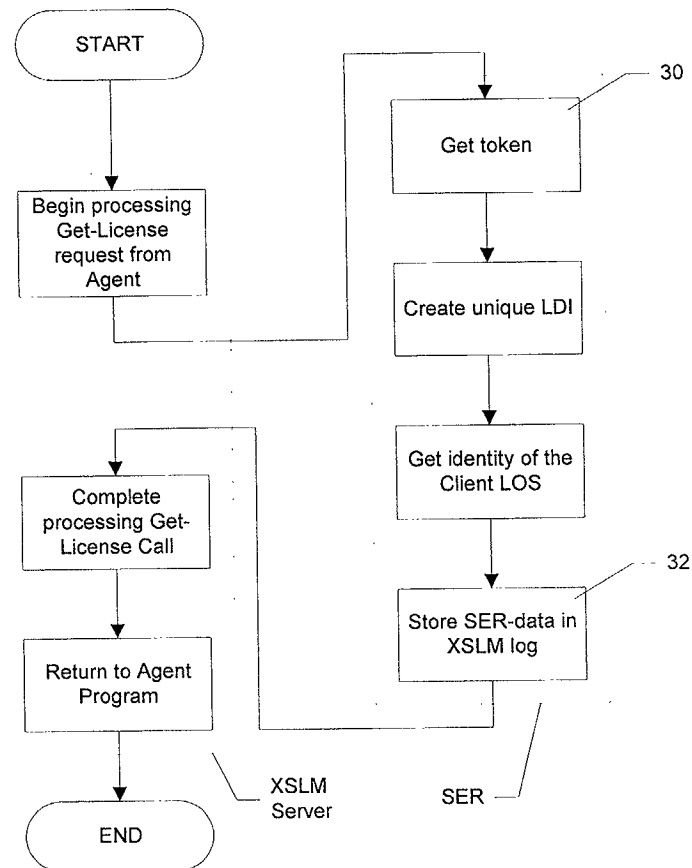 START
Begin processing
Get-License
request from
Agent
30
Get token
Create unique LDI
Get identity of the
Client LOS
32
Store SER-data in
XSLM log
Complete
processing Get-
License Call
Return to Agent
Program
XSLM
Server
SER
END